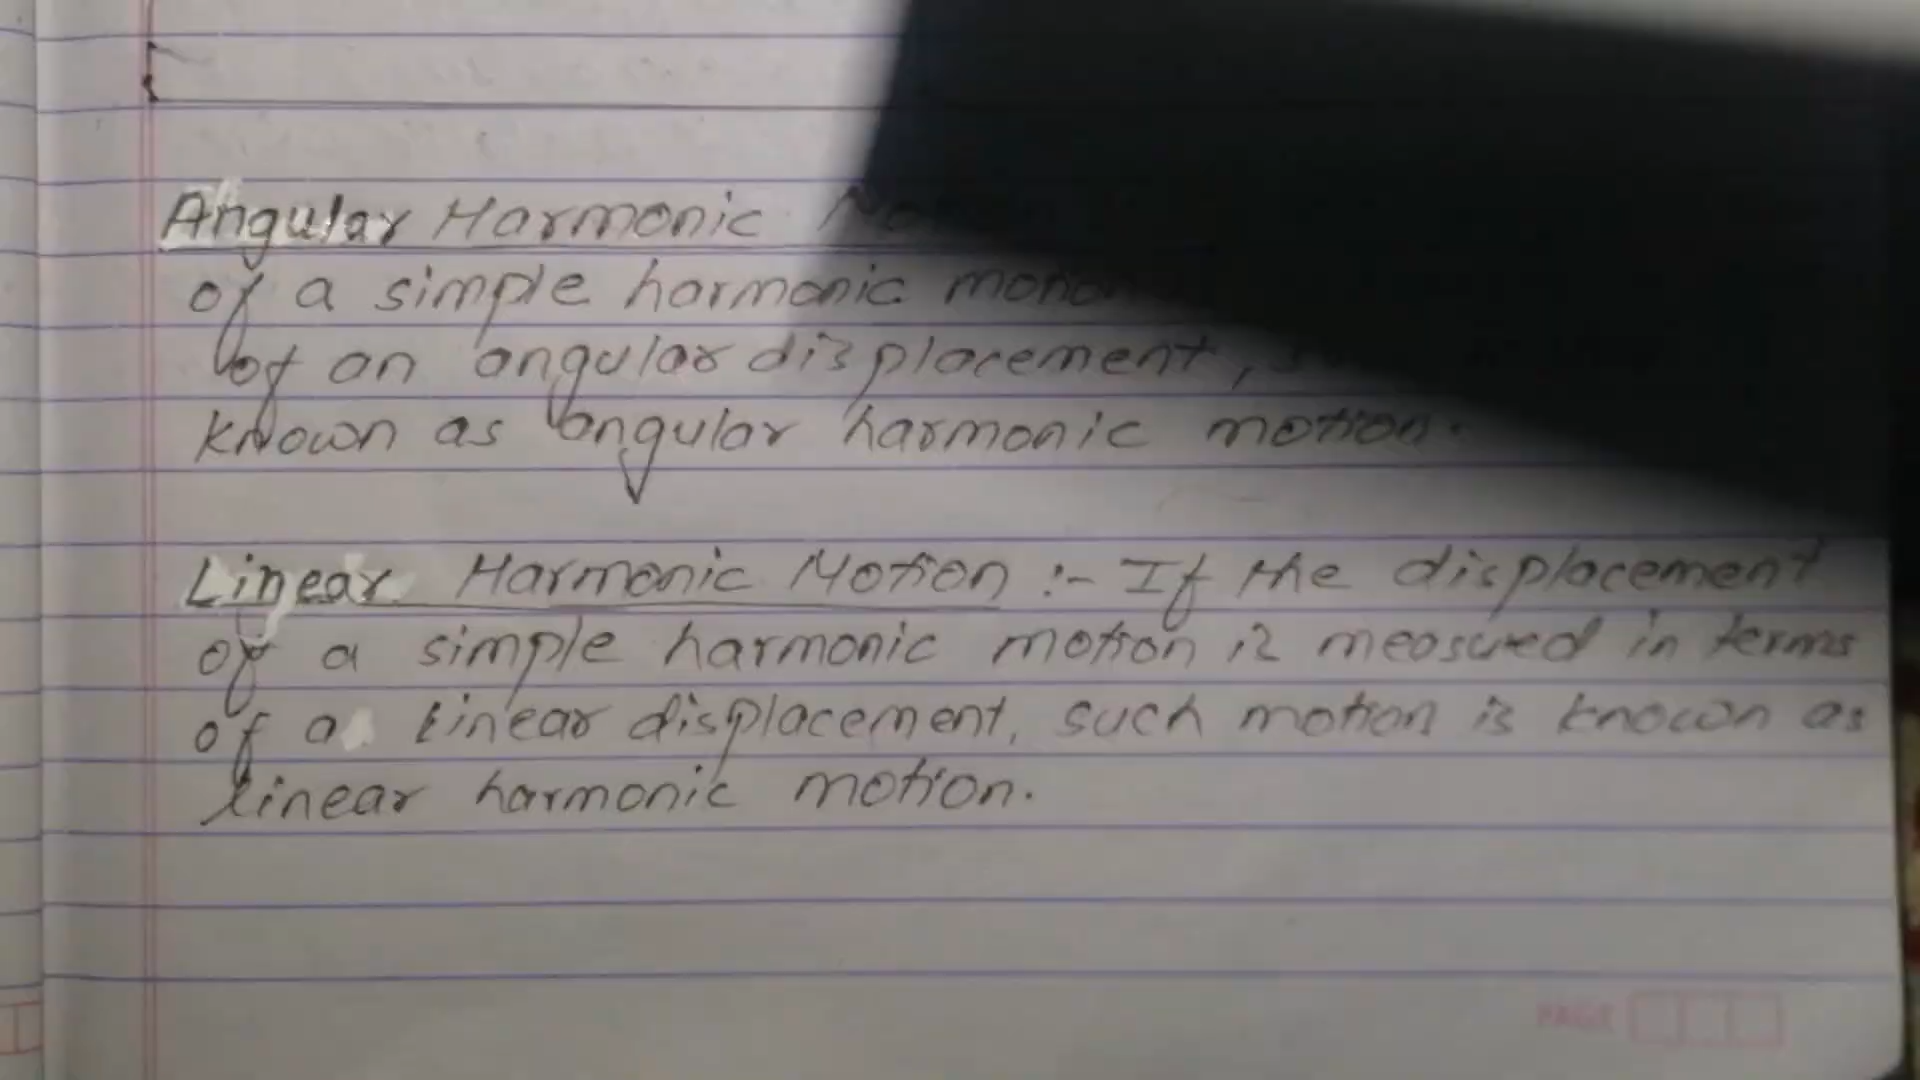 Angular Harmonic
of a simple harmonic motion
of an angular displacement,
known as angular harmonic motion.
Linear Harmonic Motion :- If the displacement
of a simple harmonic motion is measured in terms
of a linear displacement, such motion is known as
linear harmonic motion.
PAGE